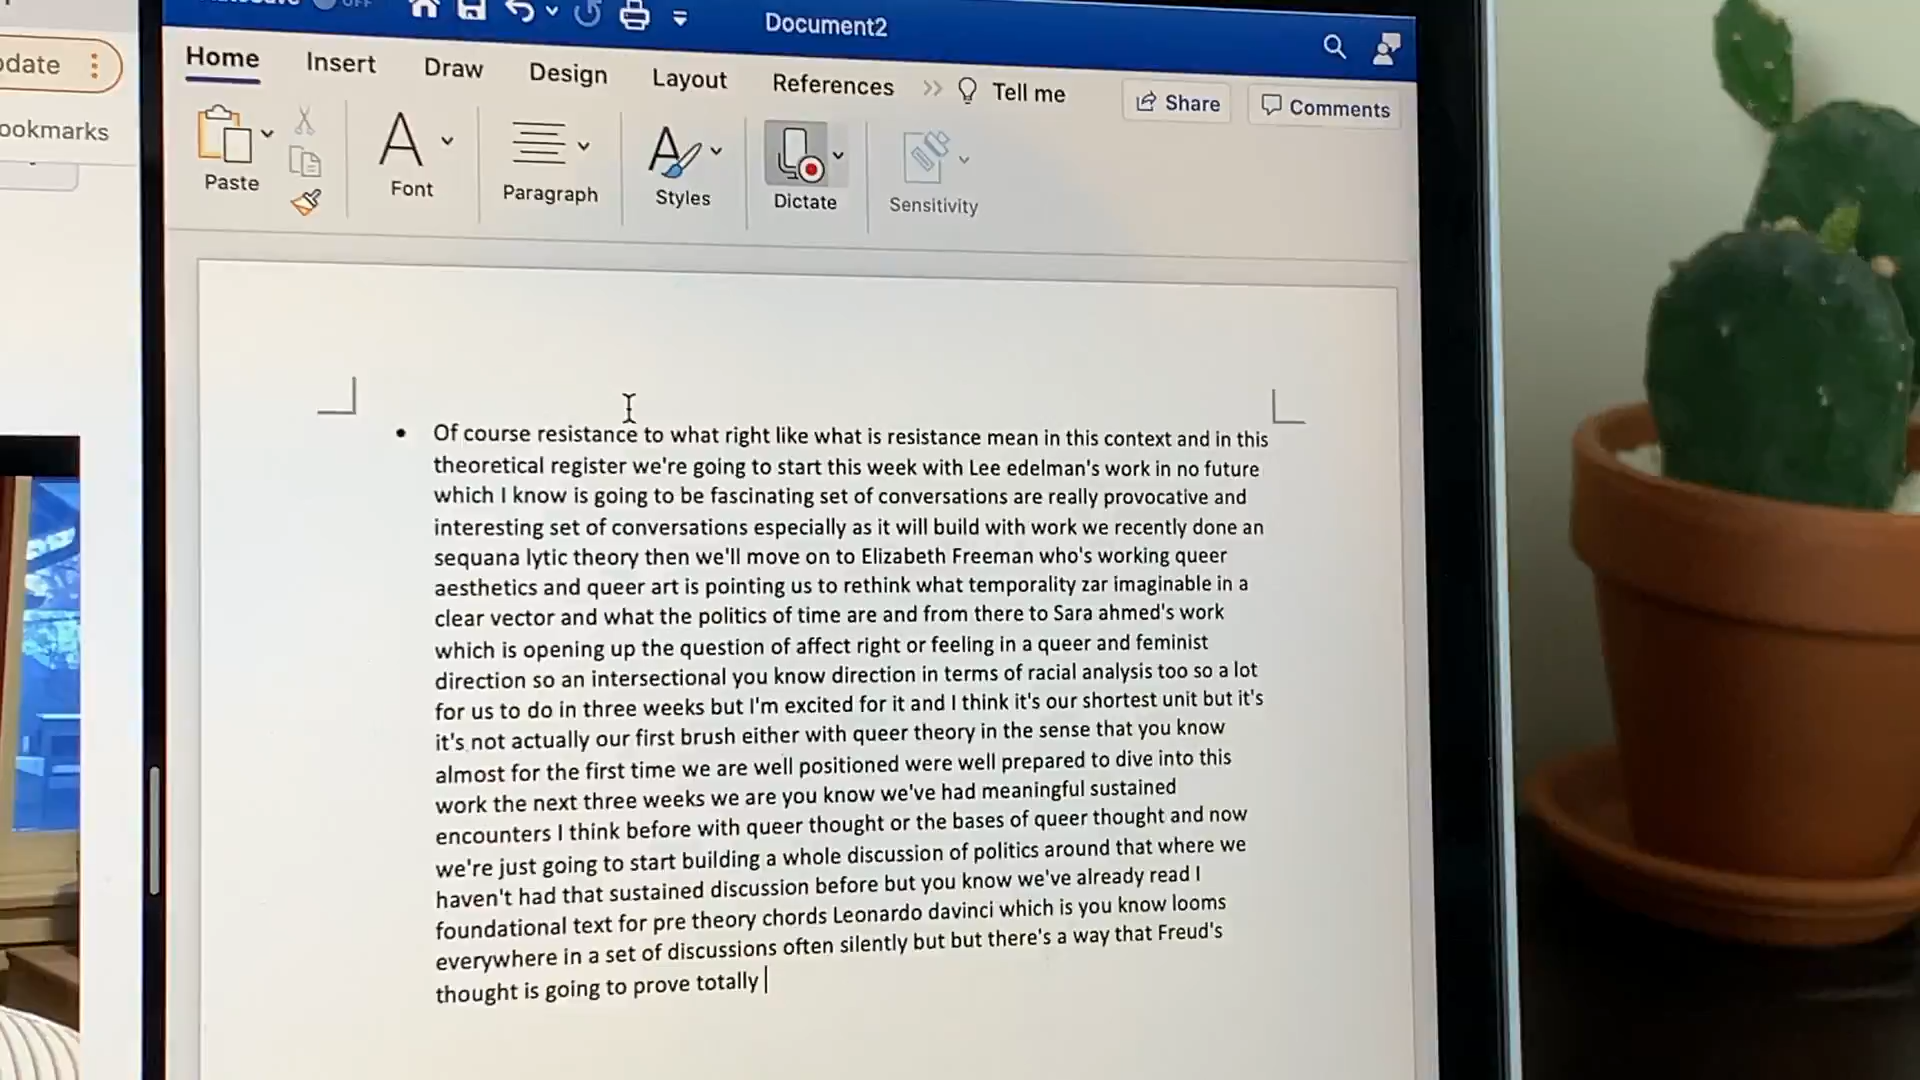 OFF
Document2
pdate
Home Insert Draw Design Layout References Tell me Share Comments
ookmarks
Paste Font Paragraph Styles Dictate Sensitivity
Of course resistance to what right like what is resistance mean in this context and in this
theoretical register we're going to start this week with Lee edelman's work in no future
which I know is going to be fascinating set of conversations are really provocative and
interesting set of conversations especially as it will build with work we recently done an
sequana lytic theory then we'll move on to Elizabeth Freeman who's working queer
aesthetics and queer art is pointing us to rethink what temporality zar imaginable in a
clear vector and what the politics of time are and from there to Sara ahmed's work
which is opening up the question of affect right or feeling in a queer and feminist
direction so an intersectional you know direction in terms of racial analysis too so a lot
for us to do in three weeks but I'm excited for it and I think it's our shortest unit but it's
it's not actually our first brush either with queer theory in the sense that you know
almost for the first time we are well positioned were well prepared to dive into this
work the next three weeks we are you know we've had meaningful sustained
encounters I think before with queer thought or the bases of queer thought and now
we're just going to start building a whole discussion of politics around that where we
haven't had that sustained discussion before but you know we've already read I
foundational text for pre theory chords Leonardo davinci which is you know looms
everywhere in a set of discussions often silently but but there's a way that Freud's
thought is going to prove totally